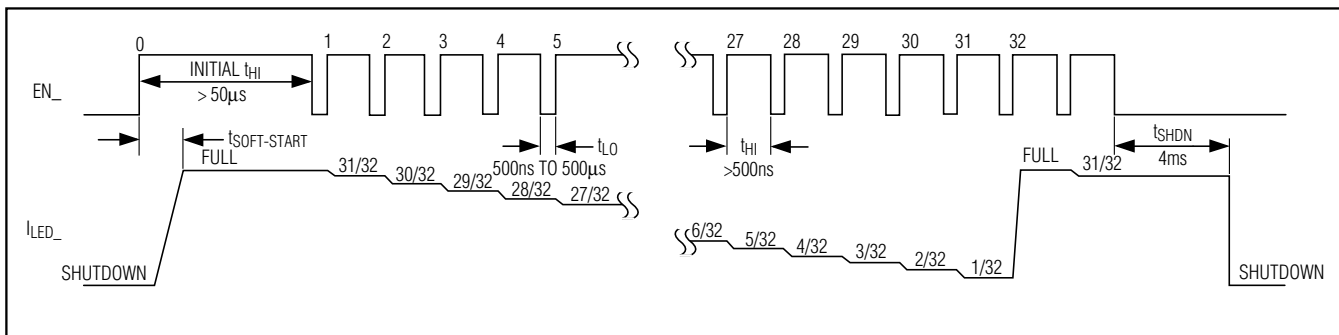 0 1 2 3 4 5 27 28 29 30 31 32
INITIAL tHI
> 50µs
EN_
tSOFT-START
tLO
500ns TO 500µs
tHI
>500ns
tSHDN
4ms
FULL
31/32
30/32
29/32
28/32
27/32
6/32
5/32
4/32
3/32
2/32
1/32
FULL
31/32
ILED_
SHUTDOWN
SHUTDOWN